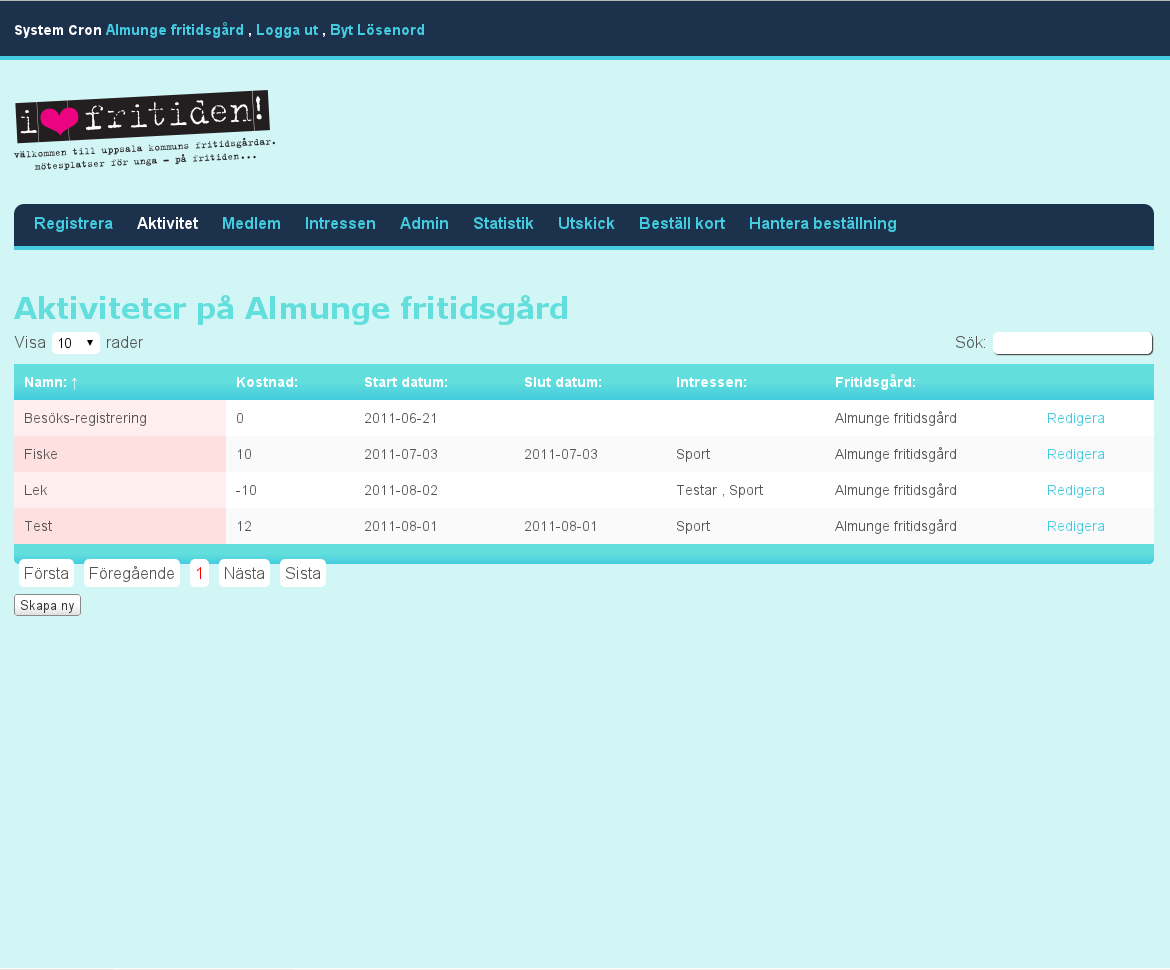 System Cron Almunge fritidsgård , Logga ut , Byt Lösenord
i fritiden!
välkommen till uppsala kommuns fritidsgårdar.
mötesplatser för unga – på fritiden...
Registrera Aktivitet Medlem Intressen Admin Statistik Utskick Beställ kort Hantera beställning
Aktiviteter på Almunge fritidsgård
Visa 10 rader Sök:
Namn: ↑ Kostnad: Start datum: Slut datum: Intressen: Fritidsgård:
Besöks-registrering 0 2011-06-21 Almunge fritidsgård Redigera
Fiske 10 2011-07-03 2011-07-03 Sport Almunge fritidsgård Redigera
Lek -10 2011-08-02 Testar , Sport Almunge fritidsgård Redigera
Test 12 2011-08-01 2011-08-01 Sport Almunge fritidsgård Redigera
Första Föregående 1 Nästa Sista
Skapa ny